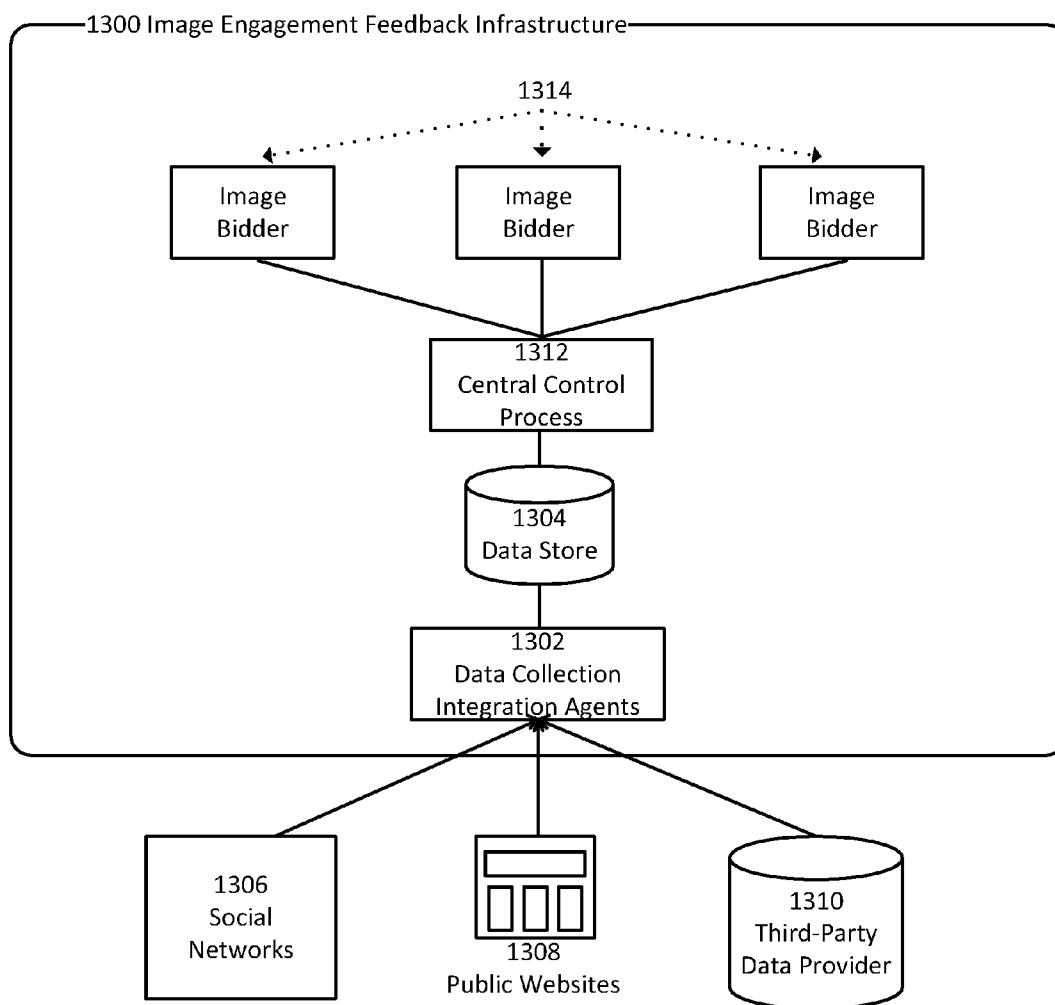 1300 Image Engagement Feedback Infrastructure
1314
Image
Bidder
Image
Bidder
Image
Bidder
1312
Central Control
Process
1304
Data Store
1302
Data Collection
Integration Agents
1306
Social
Networks
1308
Public Websites
1310
Third-Party
Data Provider